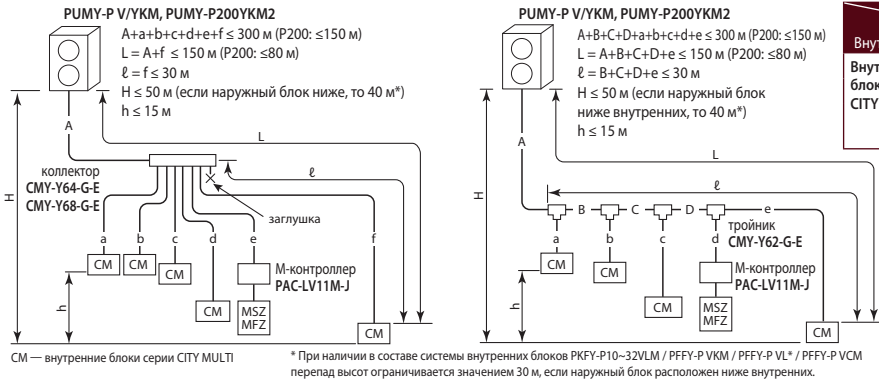 PUMY-P V/YKM, PUMY-P200YKM2
A+a+b+c+d+e+f ≤ 300 м (P200: ≤150 м)
L = A+f ≤ 150 м (P200: ≤80 м)
ℓ = f ≤ 30 м
H ≤ 50 м (если наружный блок ниже, то 40 м*)
h ≤ 15 м
A
L
H
коллектор
CMY-Y64-G-E
CMY-Y68-G-E
ℓ
заглушка
a
b
c
d
e
f
CM
CM
CM
CM
М-контроллер
PAC-LV11M-J
MSZ
MFZ
CM
h
CM — внутренние блоки серии CITY MULTI
PUMY-P V/YKM, PUMY-P200YKM2
A+B+C+D+a+b+c+d+e ≤ 300 м (P200: ≤150 м)
L = A+B+C+D+e ≤ 150 м (P200: ≤80 м)
ℓ = B+C+D+e ≤ 30 м
H ≤ 50 м (если наружный блок
ниже внутренних, то 40 м*)
h ≤ 15 м
A
L
H
ℓ
B
C
D
e
тройник
CMY-Y62-G-E
a
b
c
d
CM
CM
CM
М-контроллер
PAC-LV11M-J
MSZ
MFZ
CM
h
* При наличии в составе системы внутренних блоков PKFY-P10~32VLM / PFFY-P VKM / PFFY-P VL* / PFFY-P VCM
перепад высот ограничивается значением 30 м, если наружный блок расположен ниже внутренних.
CITY